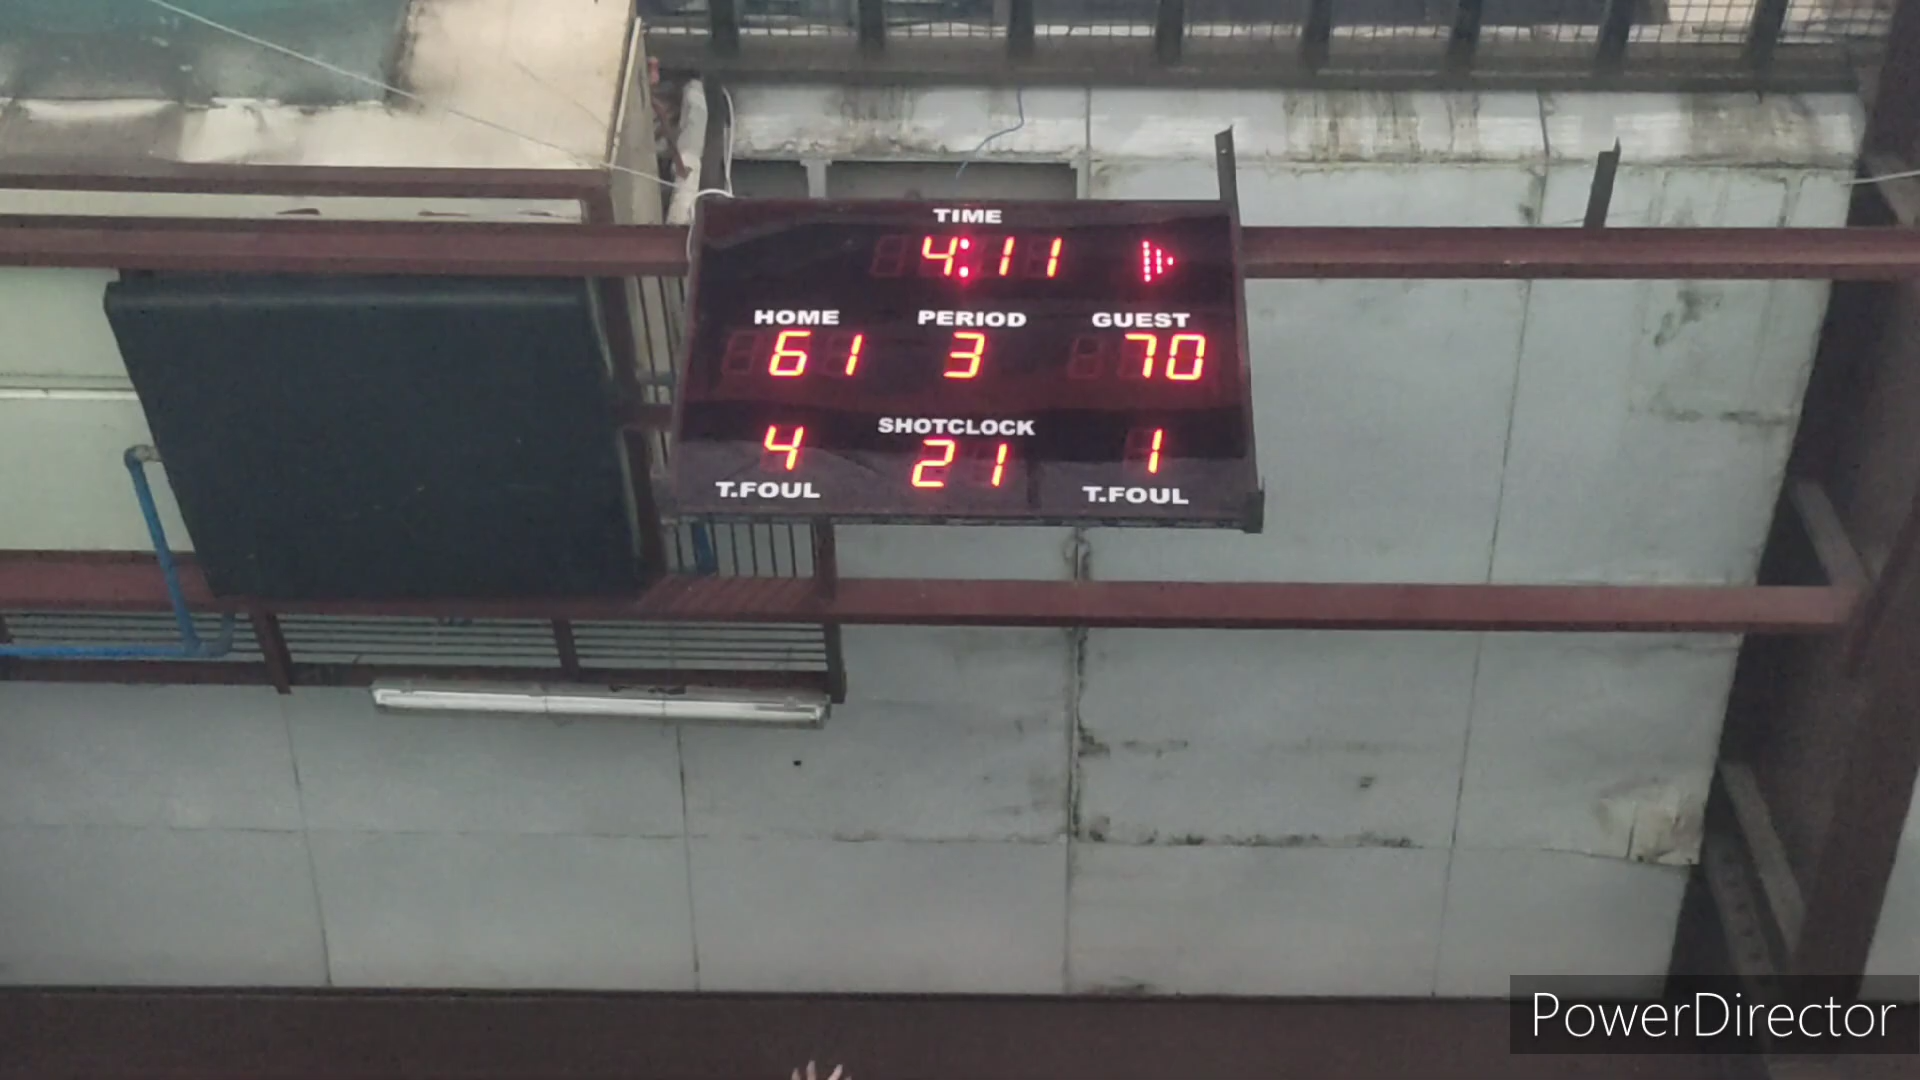 TIME
4:11
HOME PERIOD GUEST
61 3 70
SHOTCLOCK
4 21 1
T.FOUL T.FOUL
PowerDirector